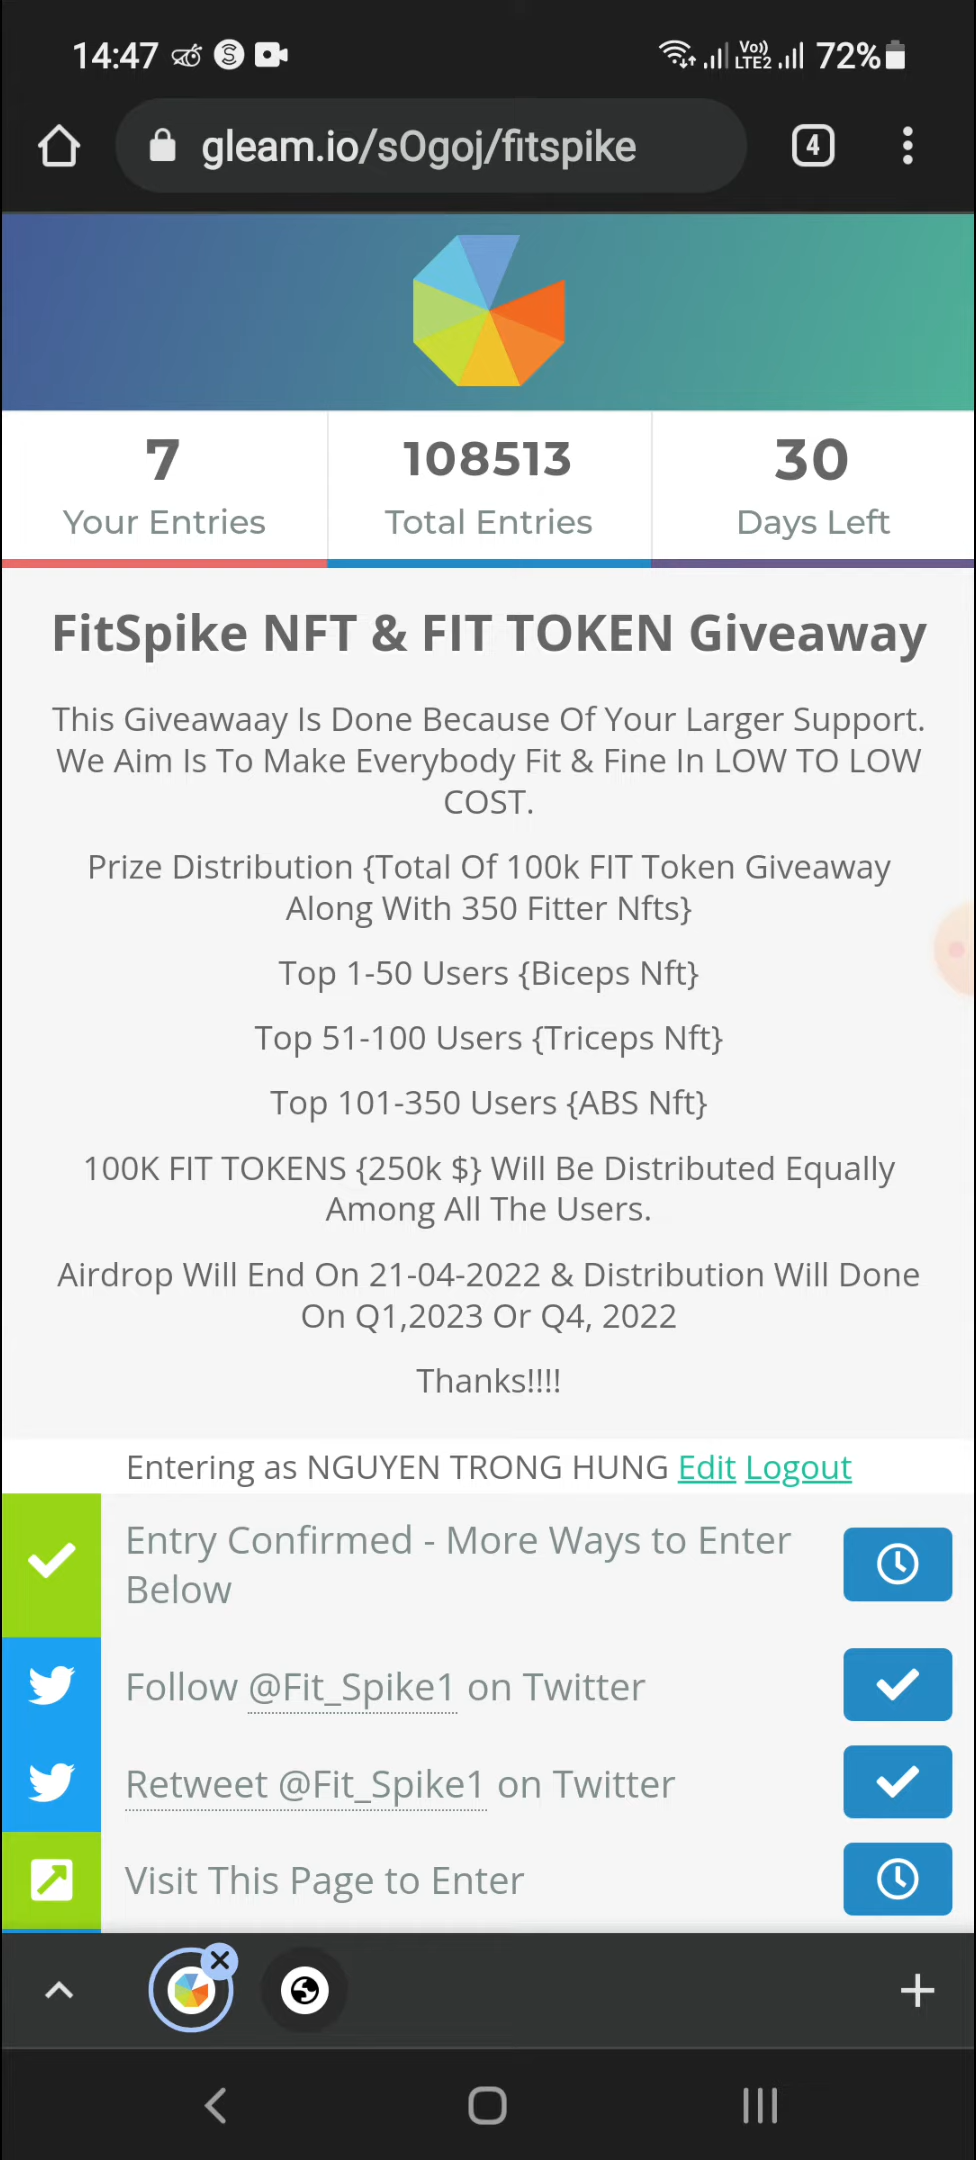 14:47
Vo))
LTE2
72%
gleam.io/sOgoj/fitspike
4
7
108513
30
Your Entries
Total Entries
Days Left
FitSpike NFT & FIT TOKEN Giveaway
This Giveawaay Is Done Because Of Your Larger Support.
We Aim Is To Make Everybody Fit & Fine In LOW TO LOW
COST.
Prize Distribution {Total Of 100k FIT Token Giveaway
Along With 350 Fitter Nfts}
Top 1-50 Users {Biceps Nft}
Top 51-100 Users {Triceps Nft}
Top 101-350 Users {ABS Nft}
100K FIT TOKENS {250k $} Will Be Distributed Equally
Among All The Users.
Airdrop Will End On 21-04-2022 & Distribution Will Done
On Q1,2023 Or Q4, 2022
Thanks!!!!
Entering as NGUYEN TRONG HUNG Edit Logout
Entry Confirmed - More Ways to Enter
Below
Follow @Fit_Spike1 on Twitter
Retweet @Fit_Spike1 on Twitter
Visit This Page to Enter